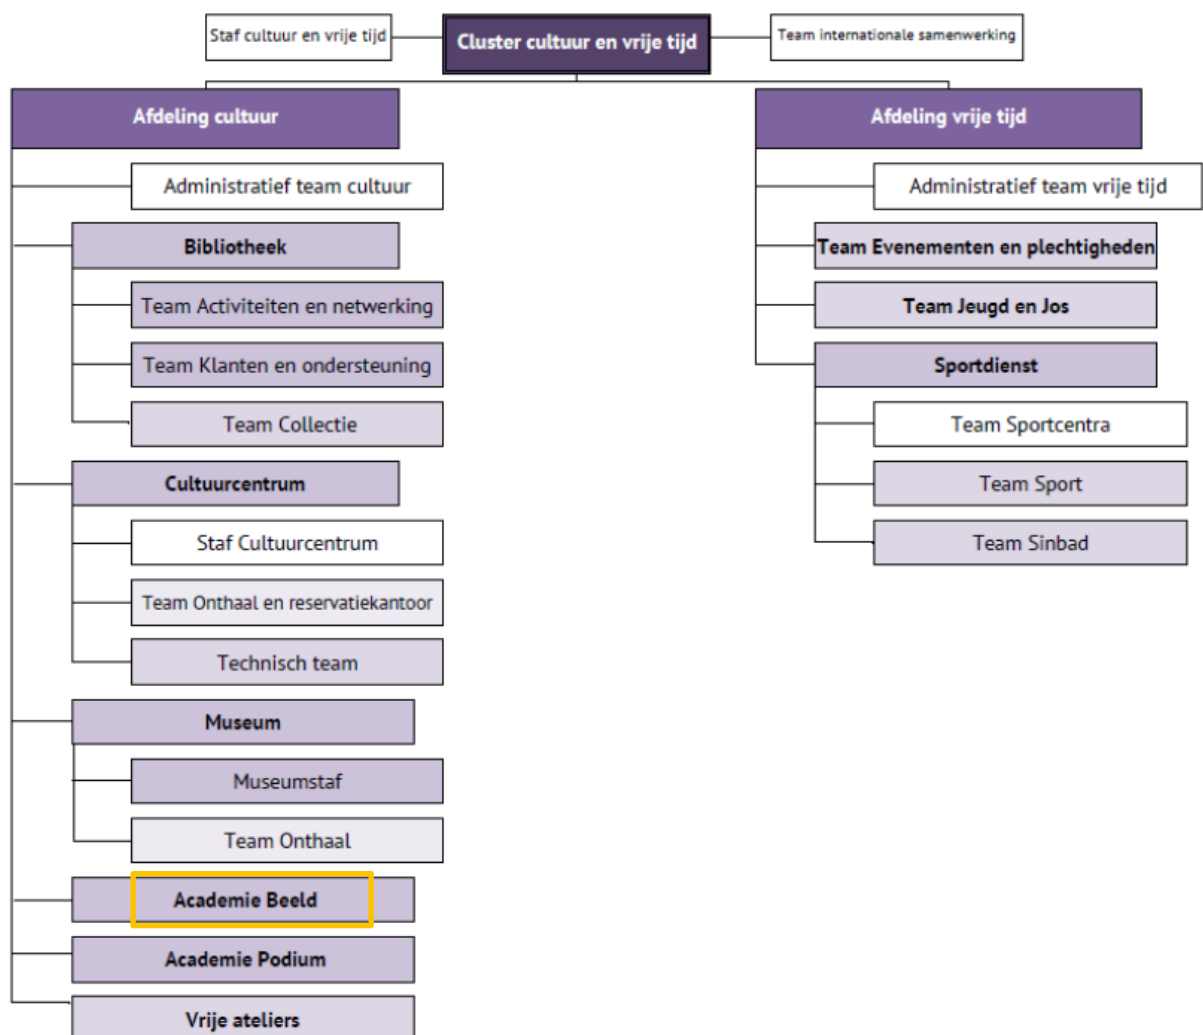 Staf cultuur en vrije tijd
Cluster cultuur en vrije tijd
Team internationale samenwerking
Afdeling cultuur
Administratief team cultuur
Bibliotheek
Team Activiteiten en netwerking
Team Klanten en ondersteuning
Team Collectie
Cultuurcentrum
Staf Cultuurcentrum
Team Onthaal en reservatiekantoor
Technisch team
Museum
Museumstaf
Team Onthaal
Academie Beeld
Academie Podium
Vrije ateliers
Afdeling vrije tijd
Administratief team vrije tijd
Team Evenementen en plechtigheden
Team Jeugd en Jos
Sportdienst
Team Sportcentra
Team Sport
Team Sinbad